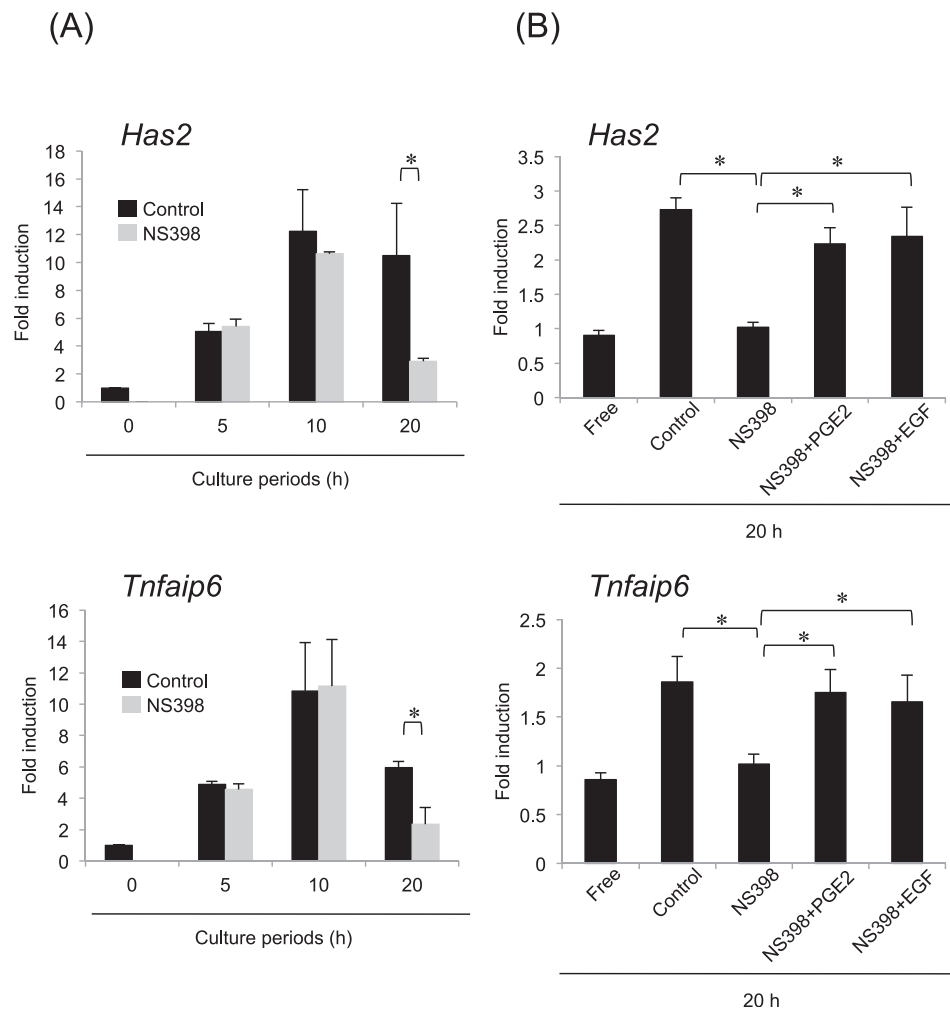 (A)
Has2
18
16
14
12
10
8
6
4
2
0
Fold induction
Control
NS398
*
0 5 10 20
Culture periods (h)
Tnfaip6
16
14
12
10
8
6
4
2
0
Fold induction
Control
NS398
*
0 5 10 20
Culture periods (h)
(B)
Has2
3.5
3
2.5
2
1.5
1
0.5
0
Fold induction
* * *
Free Control NS398 NS398+PGE2 NS398+EGF
20 h
Tnfaip6
2.5
2
1.5
1
0.5
0
Fold induction
* * *
Free Control NS398 NS398+PGE2 NS398+EGF
20 h